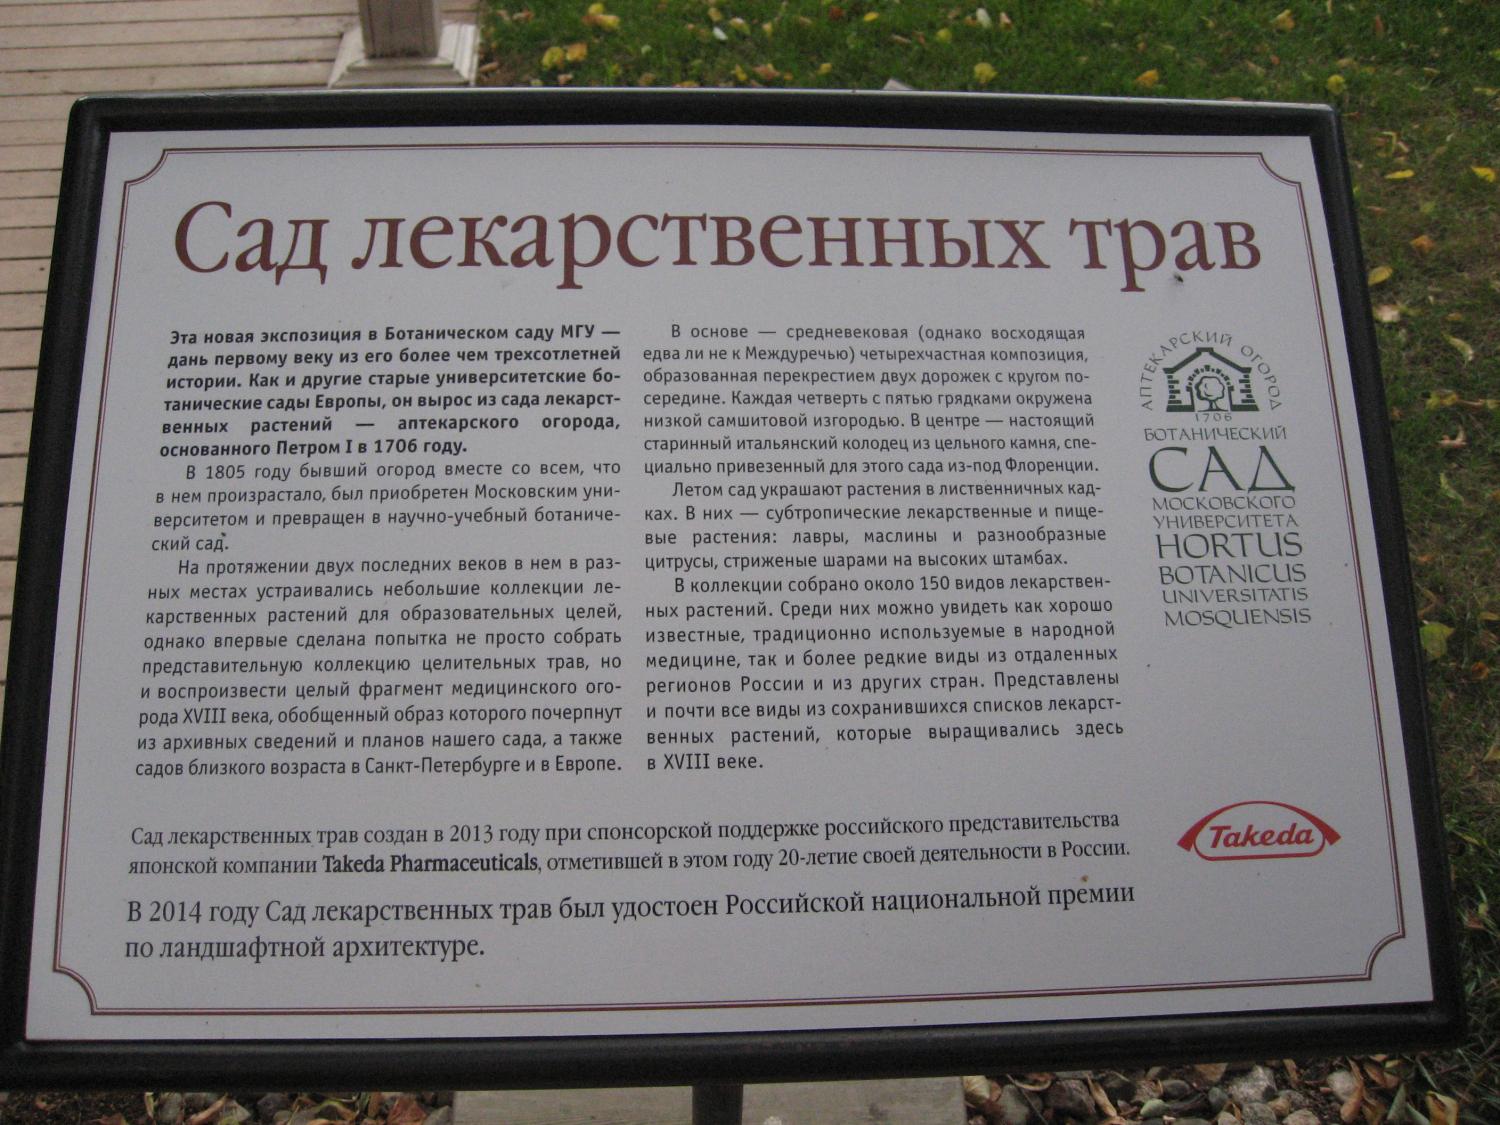 Сад лекарственных трав
Эта новая экспозиция в Ботаническом саду МГУ —
дань первому веку из его более чем трехсотлетней
истории. Как и другие старые университетские бо-
танические сады Европы, он вырос из сада лекарст-
венных растений — аптекарского огорода,
основанного Петром I в 1706 году.
В 1805 году бывший огород вместе со всем, что
в нем произрастало, был приобретен Московским уни-
верситетом и превращен в научно-учебный ботаниче-
ский сад.
На протяжении двух последних веков в нем в раз-
ных местах устраивались небольшие коллекции ле-
карственных растений для образовательных целей,
однако впервые сделана попытка не просто собрать
представительную коллекцию целительных трав, но
и воспроизвести целый фрагмент медицинского ого-
рода XVIII века, обобщенный образ которого почерпнут
из архивных сведений и планов нашего сада, а также
садов близкого возраста в Санкт-Петербурге и в Европе.
В основе — средневековая (однако восходящая
едва ли не к Междуречью) четырехчастная композиция,
образованная перекрестием двух дорожек с кругом по-
середине. Каждая четверть с пятью грядками окружена
низкой самшитовой изгородью. В центре — настоящий
старинный итальянский колодец из цельного камня, спе-
циально привезенный для этого сада из-под Флоренции.
Летом сад украшают растения в лиственничных кад-
ках. В них — субтропические лекарственные и пище-
вые растения: лавры, маслины и разнообразные
цитрусы, стриженые шарами на высоких штамбах.
В коллекции собрано около 150 видов лекарствен-
ных растений. Среди них можно увидеть как хорошо
известные, традиционно используемые в народной
медицине, так и более редкие виды из отдаленных
регионов России и из других стран. Представлены
и почти все виды из сохранившихся списков лекарст-
венных растений, которые выращивались здесь
в XVIII веке.
АПТЕКАРСКИЙ ОГОРОД
1706
БОТАНИЧЕСКИЙ
САД
МОСКОВСКОГО
УНИВЕРСИТЕТА
HORTUS
BOTANICUS
UNIVERSITATIS
MOSQUENSIS
Сад лекарственных трав создан в 2013 году при спонсорской поддержке российского представительства
японской компании Takeda Pharmaceuticals, отметившей в этом году 20-летие своей деятельности в России.
Takeda
В 2014 году Сад лекарственных трав был удостоен Российской национальной премии
по ландшафтной архитектуре.